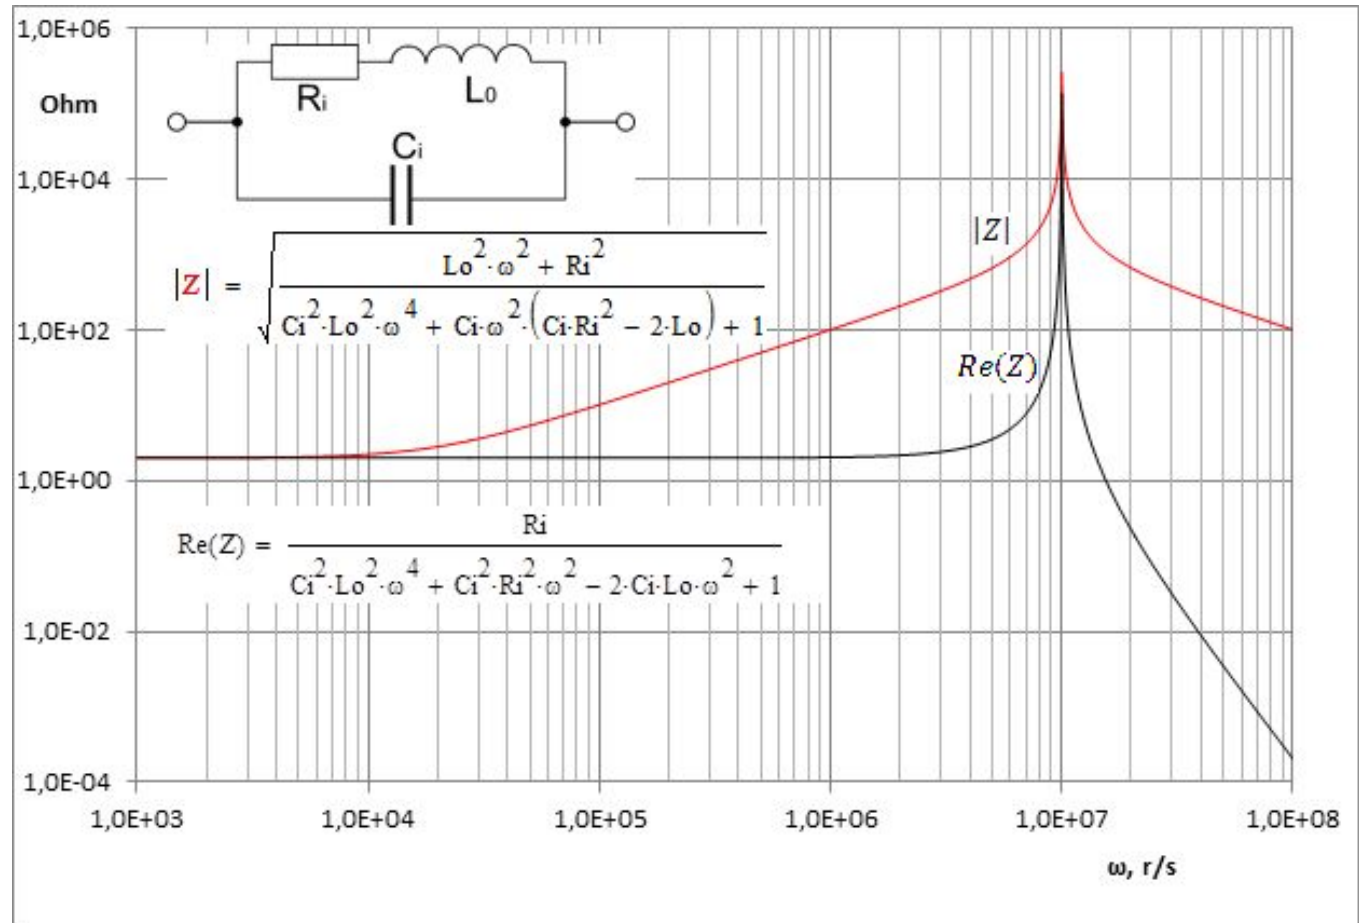 1,0E+06
Ohm
Ri
L0
Ci
1,0E+04
|Z|
|Z| = √((Lo²·ω² + Ri²) / (Ci²·Lo²·ω⁴ + Ci·ω²·(Ci·Ri² − 2·Lo) + 1))
1,0E+02
Re(Z)
1,0E+00
Re(Z) = Ri / (Ci²·Lo²·ω⁴ + Ci²·Ri²·ω² − 2·Ci·Lo·ω² + 1)
1,0E-02
1,0E-04
1,0E+03 1,0E+04 1,0E+05 1,0E+06 1,0E+07 1,0E+08
ω, r/s